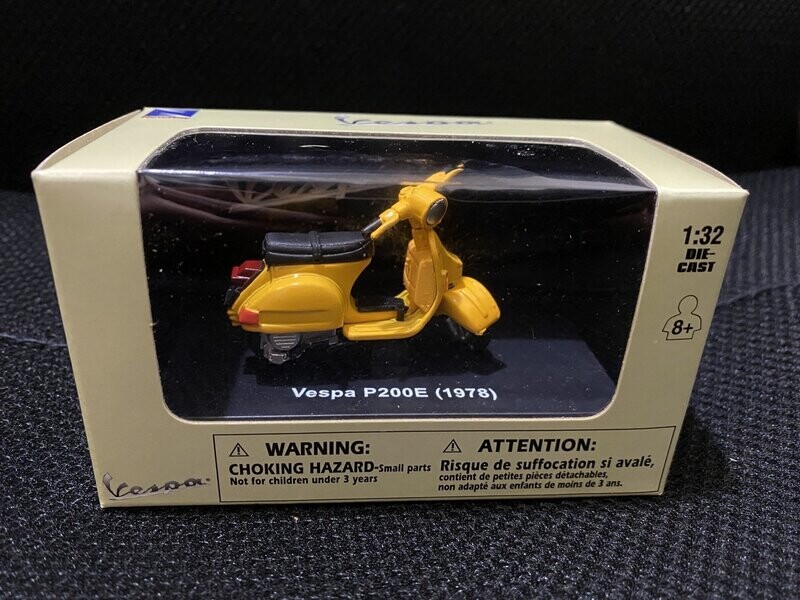 Vespa
1:32
DIE-
CAST
8+
Vespa P200E (1978)
WARNING:
CHOKING HAZARD-Small parts
Not for children under 3 years
ATTENTION:
Risque de suffocation si avalé,
contient de petites pièces détachables,
non adapté aux enfants de moins de 3 ans.
Vespa